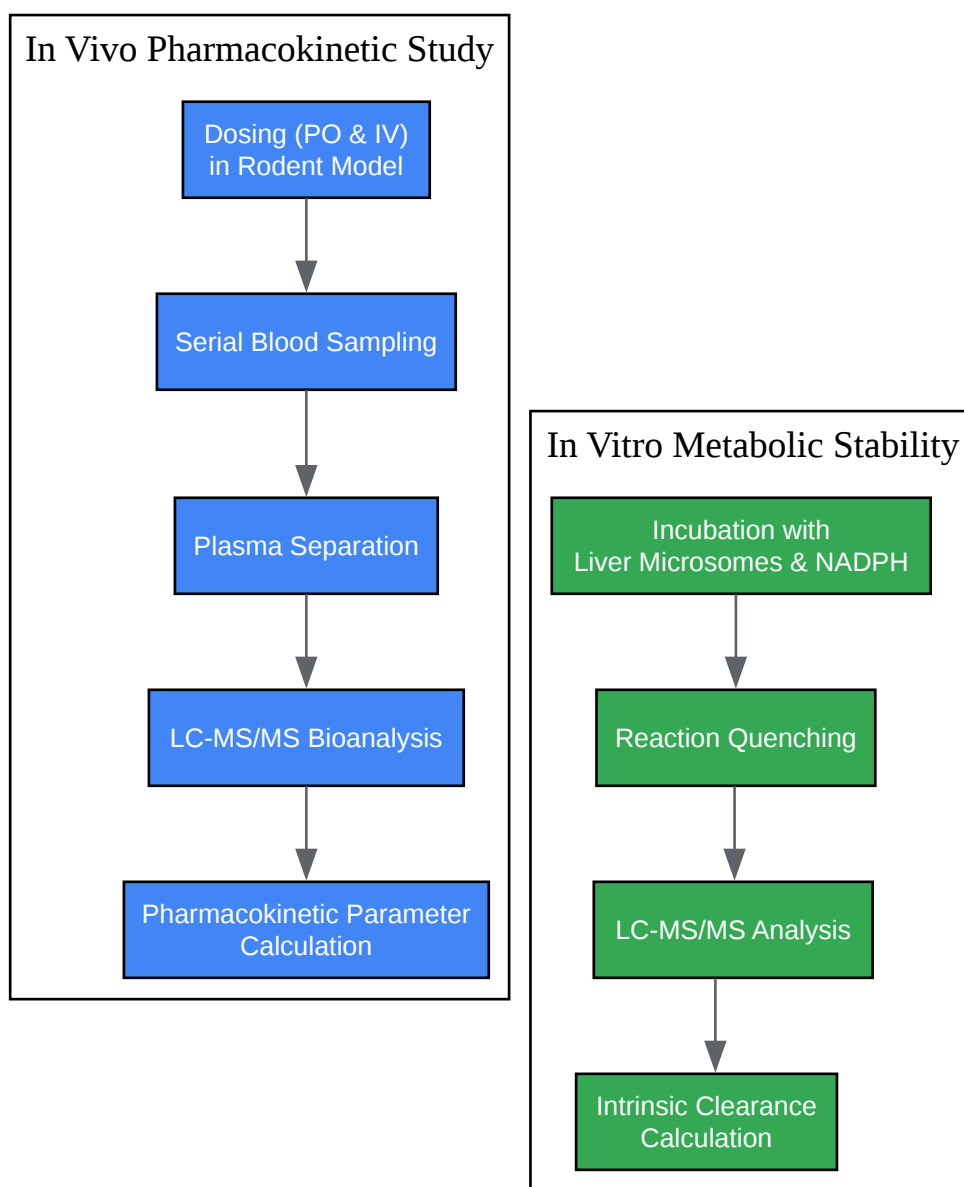 In Vivo Pharmacokinetic Study
Dosing (PO & IV)
in Rodent Model
Serial Blood Sampling
Plasma Separation
LC-MS/MS Bioanalysis
Pharmacokinetic Parameter
Calculation
In Vitro Metabolic Stability
Incubation with
Liver Microsomes & NADPH
Reaction Quenching
LC-MS/MS Analysis
Intrinsic Clearance
Calculation